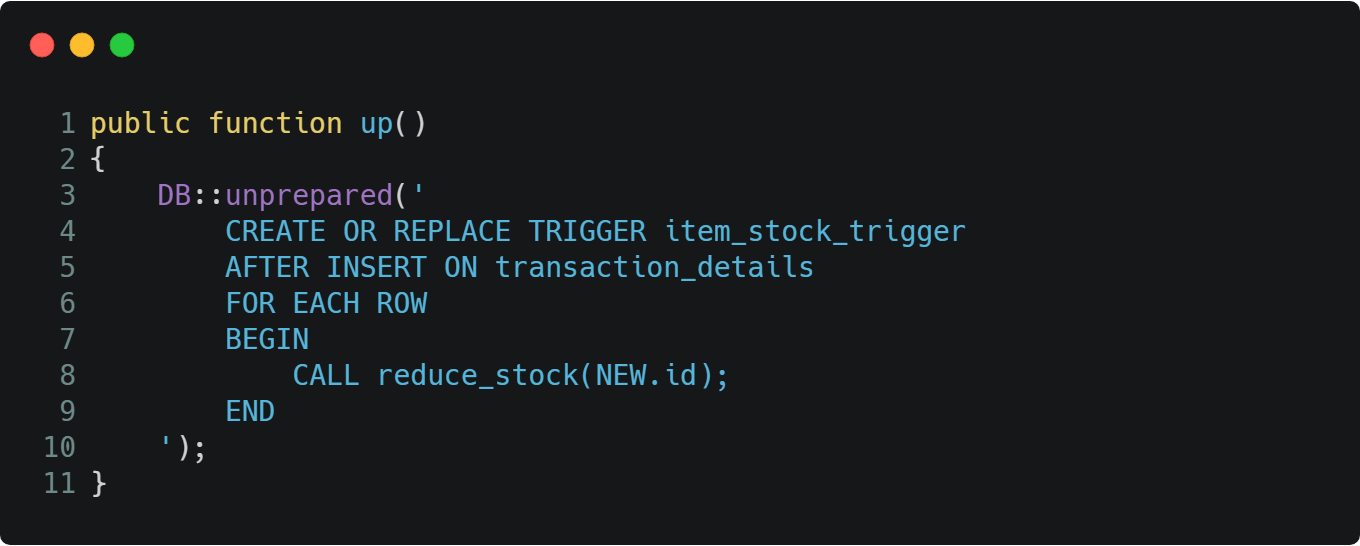 1 public function up()
2 {
3     DB::unprepared('
4         CREATE OR REPLACE TRIGGER item_stock_trigger
5         AFTER INSERT ON transaction_details
6         FOR EACH ROW
7         BEGIN
8             CALL reduce_stock(NEW.id);
9         END
10     ');
11 }